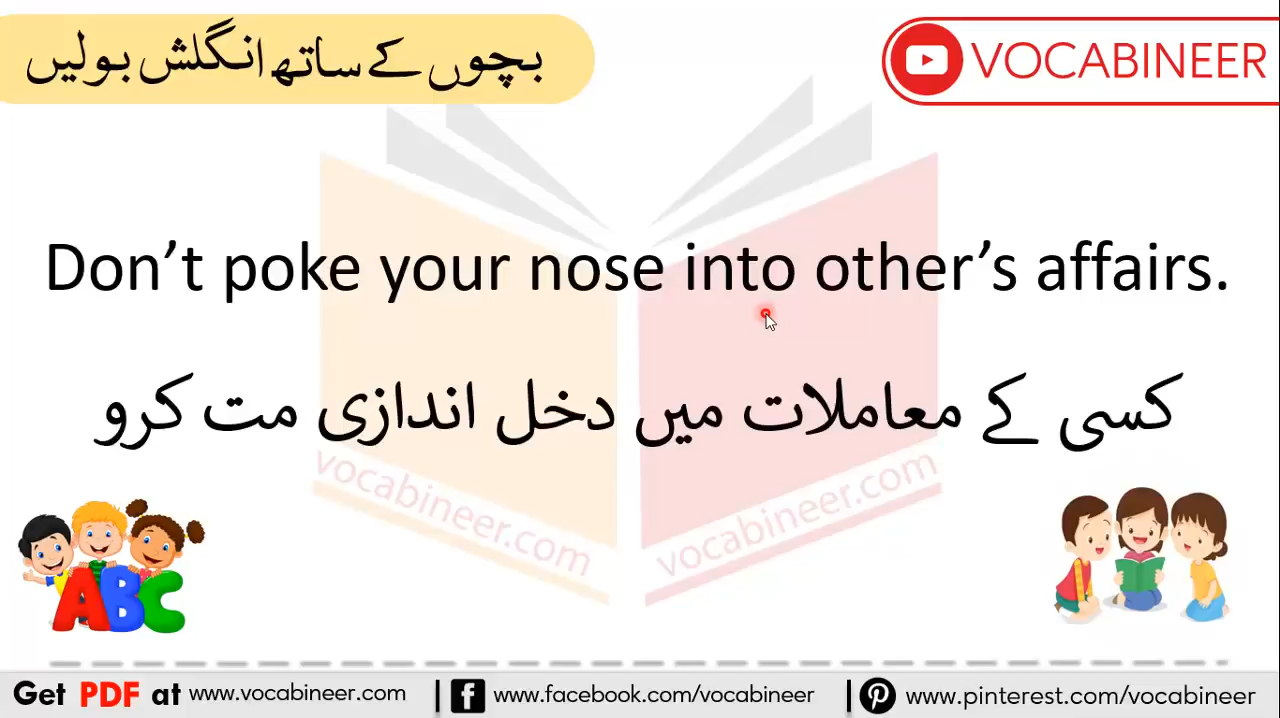 بچوں کے ساتھ انگلش بولیں
VOCABINEER
Don’t poke your nose into other’s affairs.
کسی کے معاملات میں دخل اندازی مت کرو
vocabineer.com
vocabineer.com
ABC
Get PDF at www.vocabineer.com
www.facebook.com/vocabineer
www.pinterest.com/vocabineer